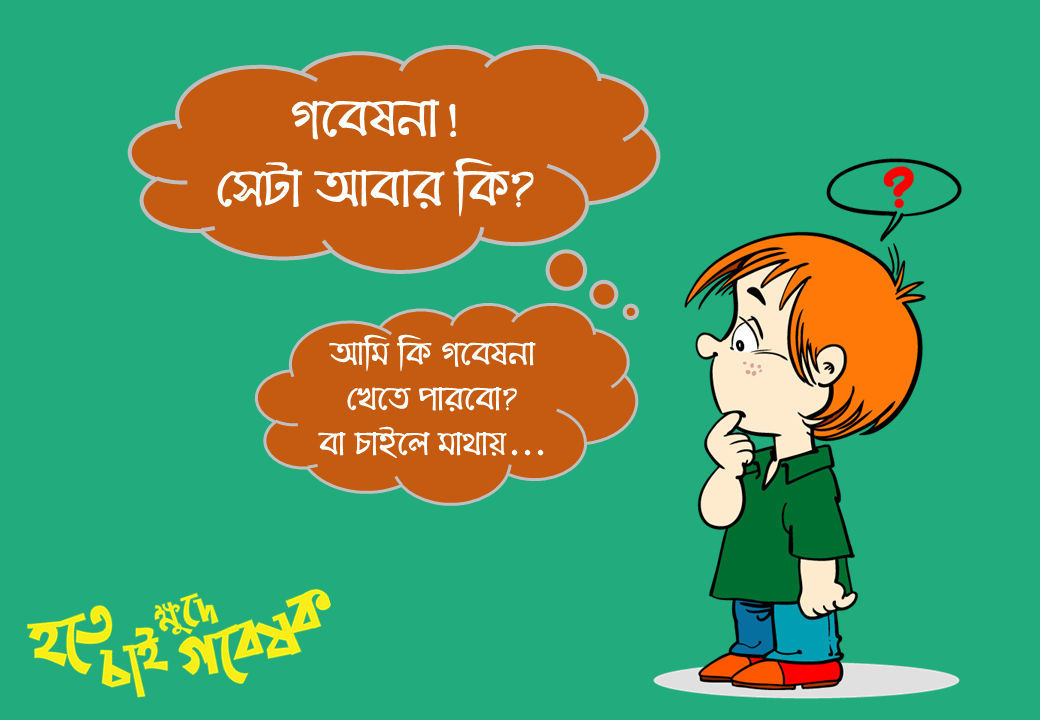 গবেষনা!
সেটা আবার কি?
?
আমি কি গবেষনা
খেতে পারবো?
বা চাইলে মাথায়...
হতে চাই ক্ষুদে গবেষক